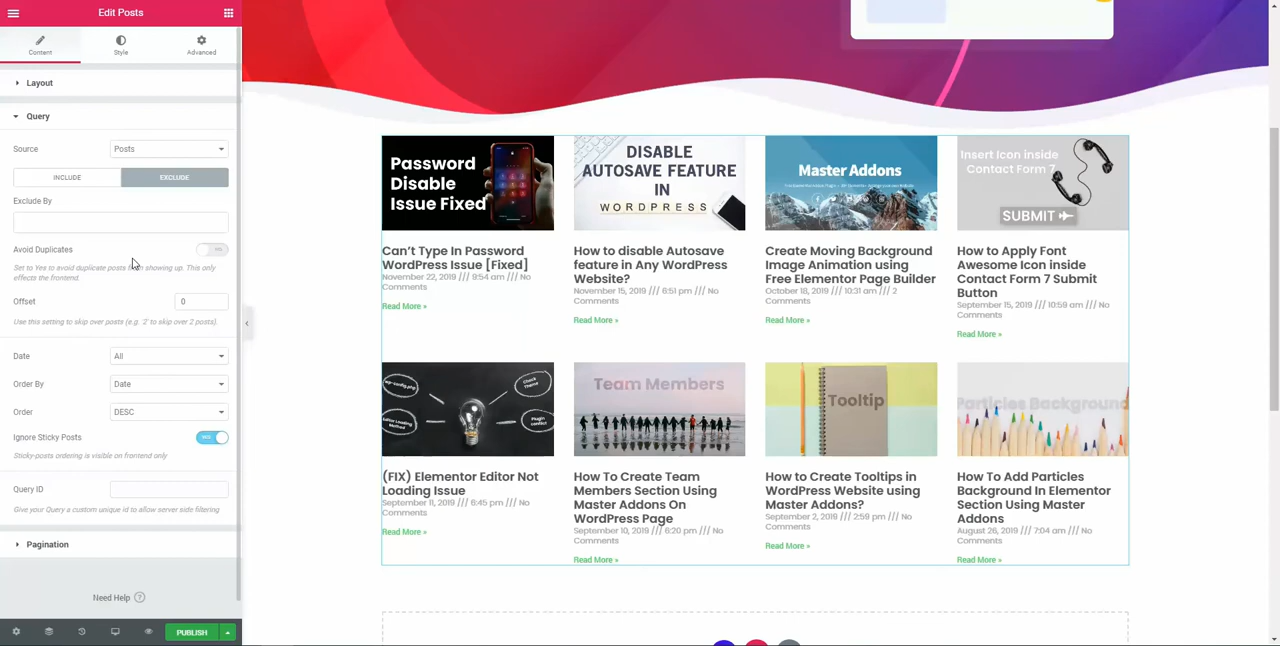 Edit Posts
Content
Style
Advanced
Layout
Query
Source
Posts
INCLUDE
EXCLUDE
Exclude By
Avoid Duplicates
Set to Yes to avoid duplicate posts from showing up. This only
effects the frontend.
Offset
0
Use this setting to skip over posts (e.g. '2' to skip over 2 posts).
Date
All
Order By
Date
Order
DESC
Ignore Sticky Posts
YES
Sticky-posts ordering is visible on frontend only
Query ID
Give your Query a custom unique id to allow server side filtering
Pagination
Need Help ?
PUBLISH
Password
Disable
Issue Fixed
DISABLE
AUTOSAVE FEATURE
IN
WORDPRESS
Master Addons
Insert Icon inside
Contact Form 7
SUBMIT
Can't Type In Password
WordPress Issue [Fixed]
November 22, 2019 /// 9:54 am /// No
Comments
Read More »
How to disable Autosave
feature in Any WordPress
Website?
November 15, 2019 /// 6:51 pm /// No
Comments
Read More »
Create Moving Background
Image Animation using
Free Elementor Page Builder
October 18, 2019 /// 10:31 am /// 2
Comments
Read More »
How to Apply Font
Awesome Icon inside
Contact Form 7 Submit
Button
September 15, 2019 /// 10:59 am /// No
Comments
Read More »
wp-config.php
Check
Theme
Editor Loading
Method
Plugin
conflict
Team Members
Tooltip
Particles Background
(FIX) Elementor Editor Not
Loading Issue
September 11, 2019 /// 6:45 pm /// No
Comments
Read More »
How To Create Team
Members Section Using
Master Addons On
WordPress Page
September 10, 2019 /// 6:20 pm /// No
Comments
Read More »
How to Create Tooltips in
WordPress Website using
Master Addons?
September 2, 2019 /// 2:59 pm /// No
Comments
Read More »
How To Add Particles
Background In Elementor
Section Using Master
Addons
August 26, 2019 /// 7:04 am /// No
Comments
Read More »